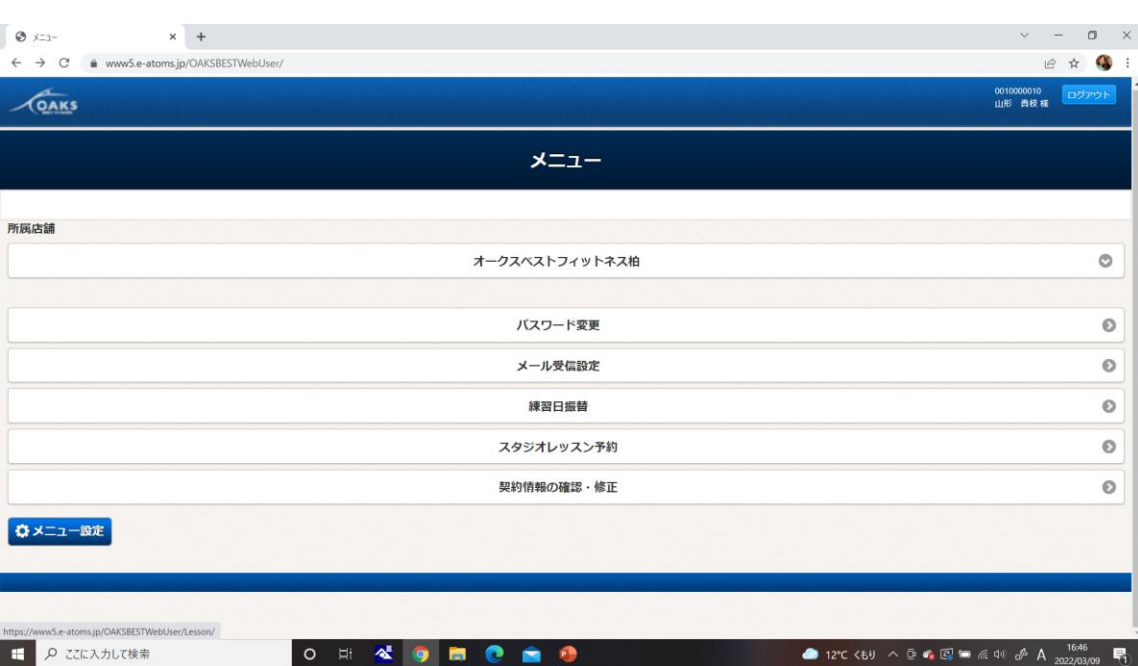 メニュー
www5.e-atoms.jp/OAKSBESTWebUser/
OAKS
0010000010
山形 貴枝 様
ログアウト
メニュー
所属店舗
オークスベストフィットネス柏
パスワード変更
メール受信設定
練習日振替
スタジオレッスン予約
契約情報の確認・修正
メニュー設定
https://www5.e-atoms.jp/OAKSBESTWebUser/Lesson/
ここに入力して検索
12°C くもり
A
16:46
2022/03/09